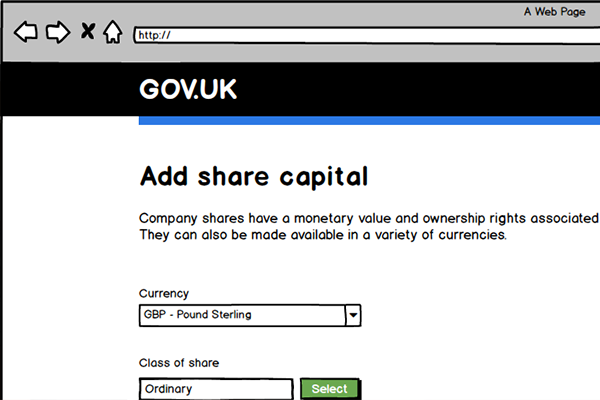 A Web Page
http://
GOV.UK
Add share capital
Company shares have a monetary value and ownership rights associated
They can also be made available in a variety of currencies.
Currency
GBP - Pound Sterling
Class of share
Ordinary
Select